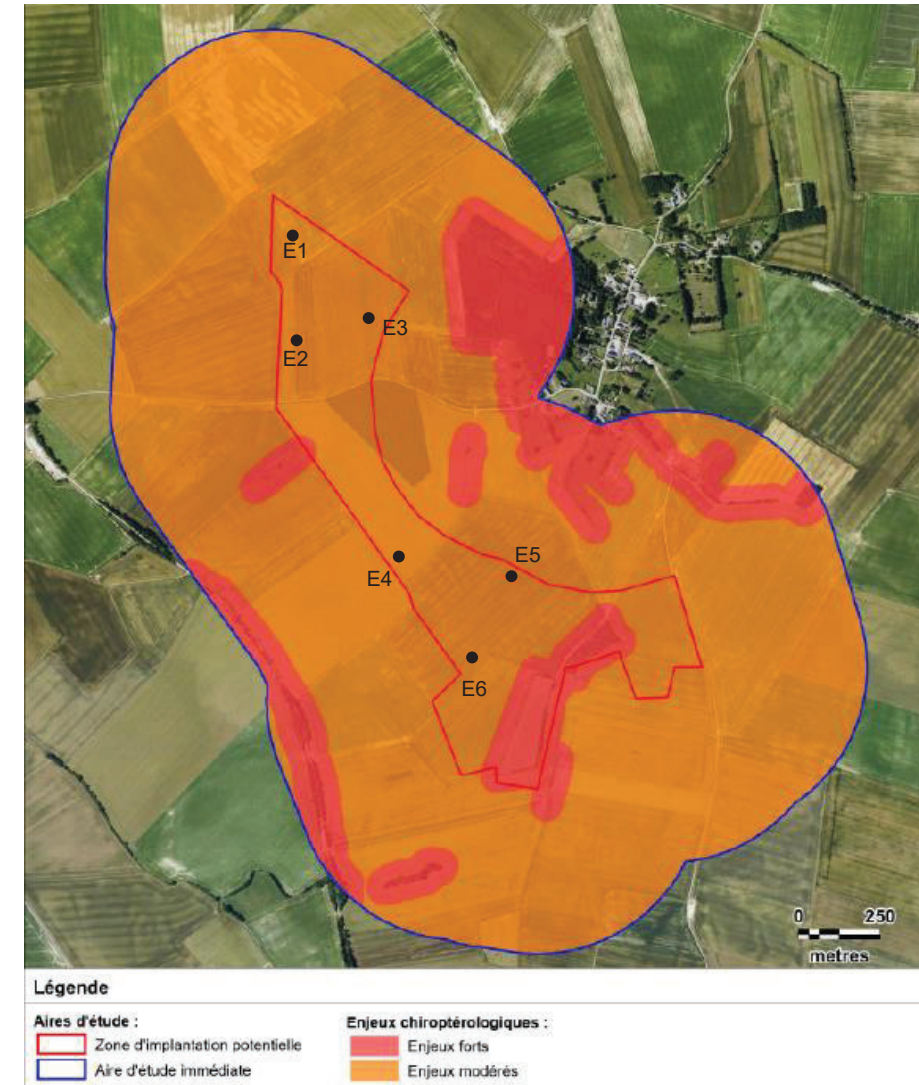 E1
E3
E2
E5
E4
E6
0 250
metres
Légende
Aires d'étude :
Zone d'implantation potentielle
Aire d'étude immédiate
Enjeux chiroptérologiques :
Enjeux forts
Enjeux modérés